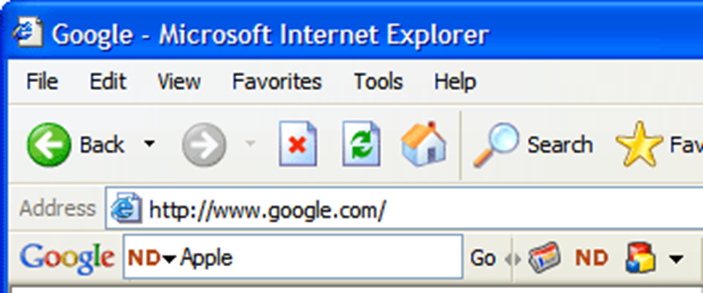 Google - Microsoft Internet Explorer
File Edit View Favorites Tools Help
Back Search Fav
Address http://www.google.com/
Google ND Apple Go ND